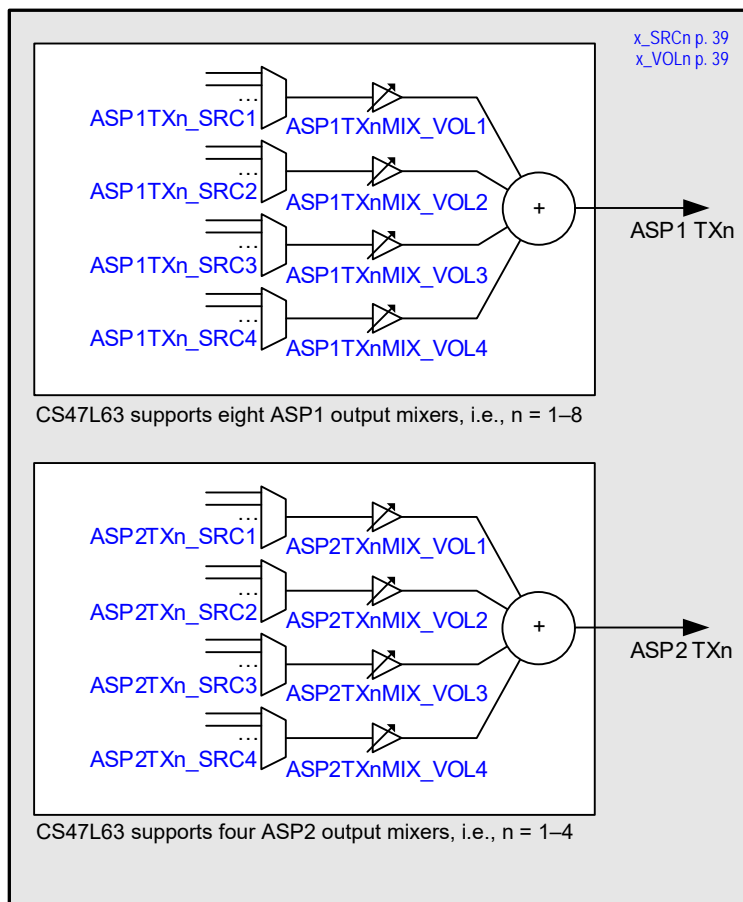 x_SRCn p. 39
x_VOLn p. 39
...
ASP1TXn_SRC1
ASP1TXnMIX_VOL1
...
ASP1TXn_SRC2
ASP1TXnMIX_VOL2
+
ASP1 TXn
...
ASP1TXn_SRC3
ASP1TXnMIX_VOL3
...
ASP1TXn_SRC4
ASP1TXnMIX_VOL4
CS47L63 supports eight ASP1 output mixers, i.e., n = 1–8
...
ASP2TXn_SRC1
ASP2TXnMIX_VOL1
...
ASP2TXn_SRC2
ASP2TXnMIX_VOL2
+
ASP2 TXn
...
ASP2TXn_SRC3
ASP2TXnMIX_VOL3
...
ASP2TXn_SRC4
ASP2TXnMIX_VOL4
CS47L63 supports four ASP2 output mixers, i.e., n = 1–4